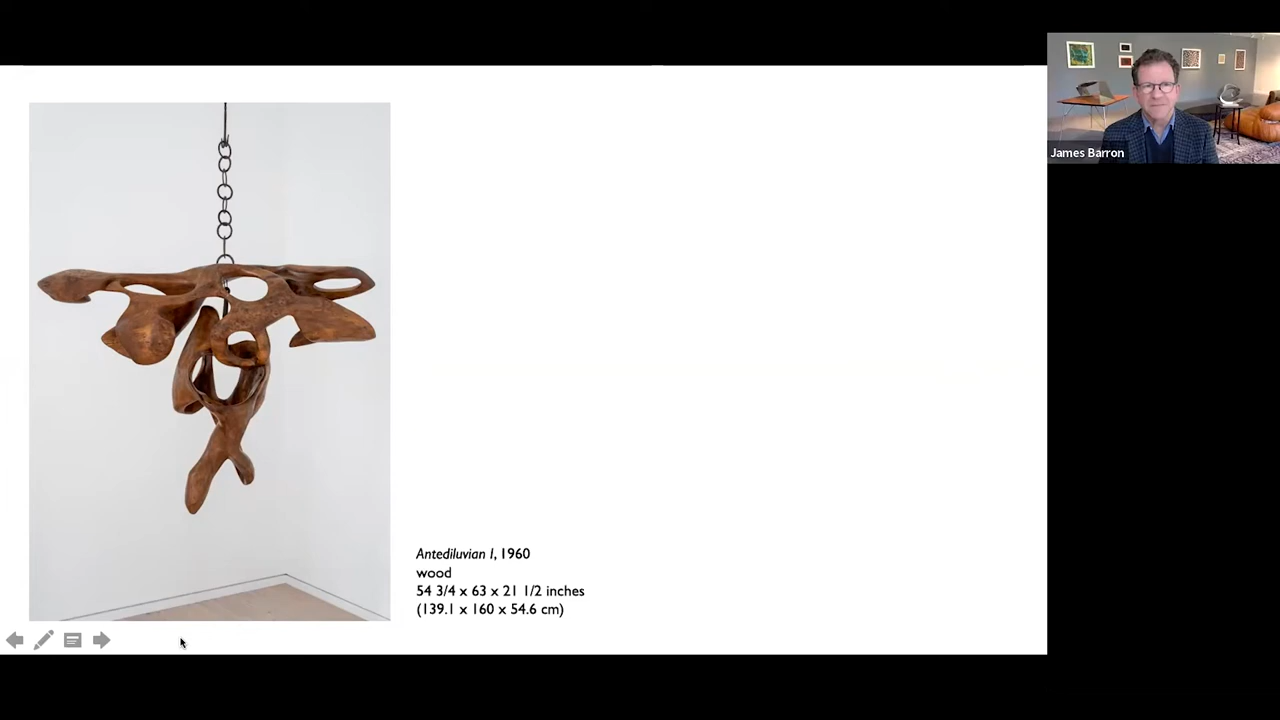 James Barron
Antediluvian I, 1960
wood
54 3/4 x 63 x 21 1/2 inches
(139.1 x 160 x 54.6 cm)